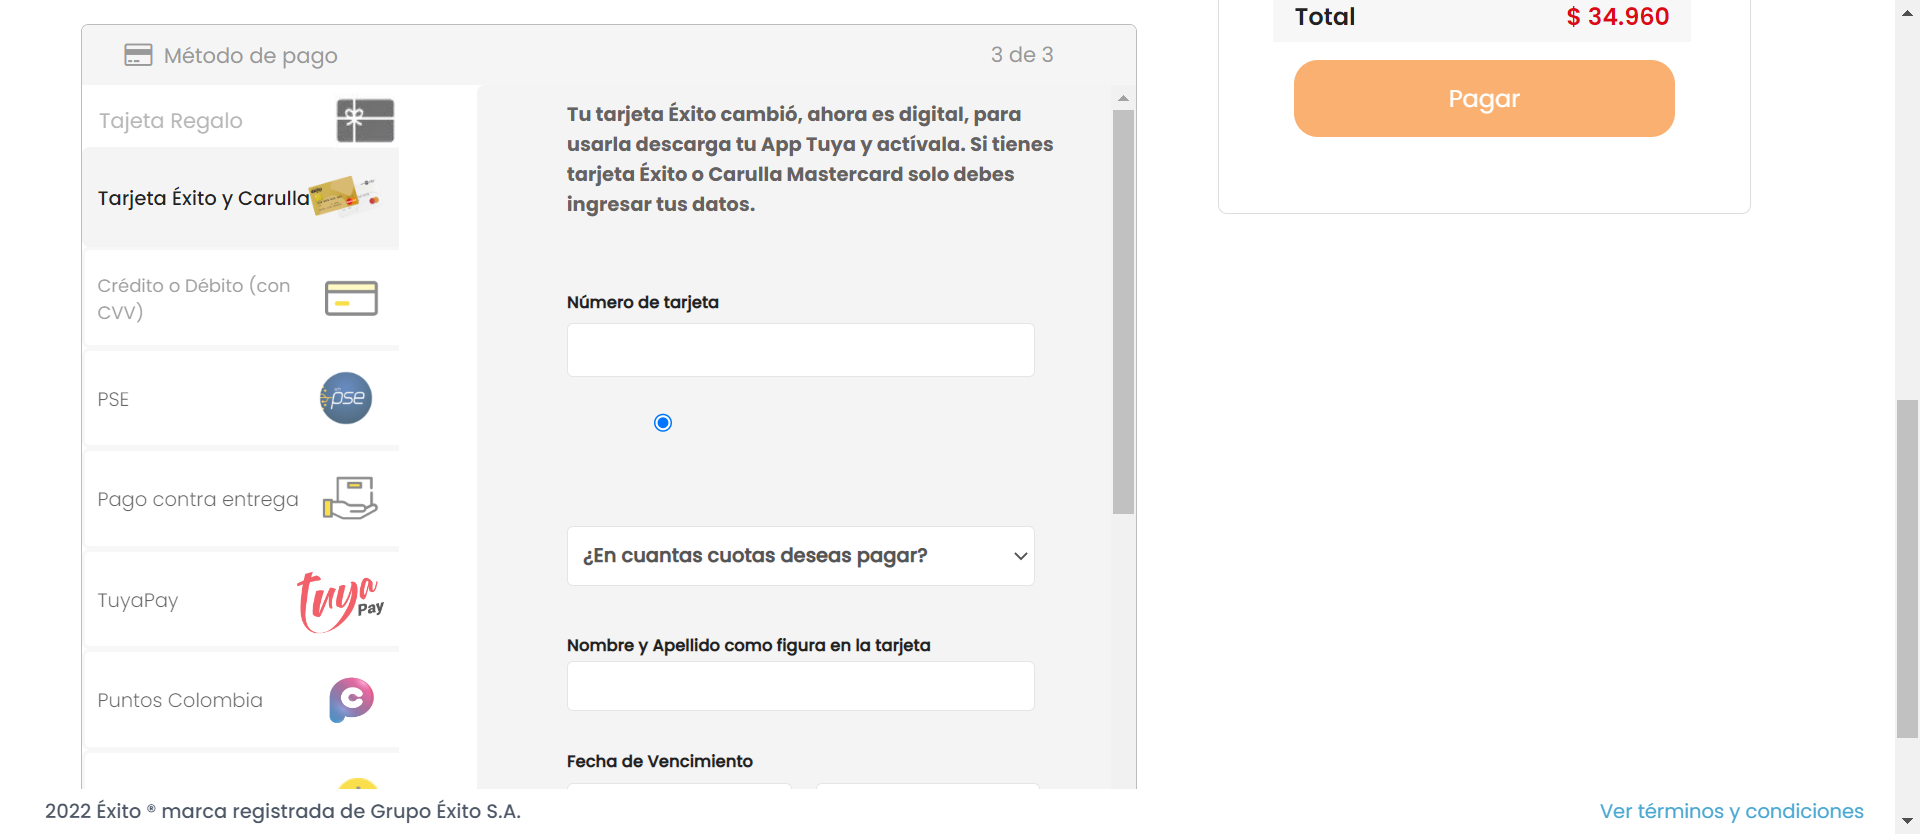 Método de pago
3 de 3
Tajeta Regalo
Tarjeta Éxito y Carulla
Crédito o Débito (con
CVV)
PSE
pse
Pago contra entrega
TuyaPay
tuya
Pay
Puntos Colombia
Tu tarjeta Éxito cambió, ahora es digital, para
usarla descarga tu App Tuya y actívala. Si tienes
tarjeta Éxito o Carulla Mastercard solo debes
ingresar tus datos.
Número de tarjeta
¿En cuantas cuotas deseas pagar?
Nombre y Apellido como figura en la tarjeta
Fecha de Vencimiento
Total
$ 34.960
Pagar
2022 Éxito ® marca registrada de Grupo Éxito S.A.
Ver términos y condiciones